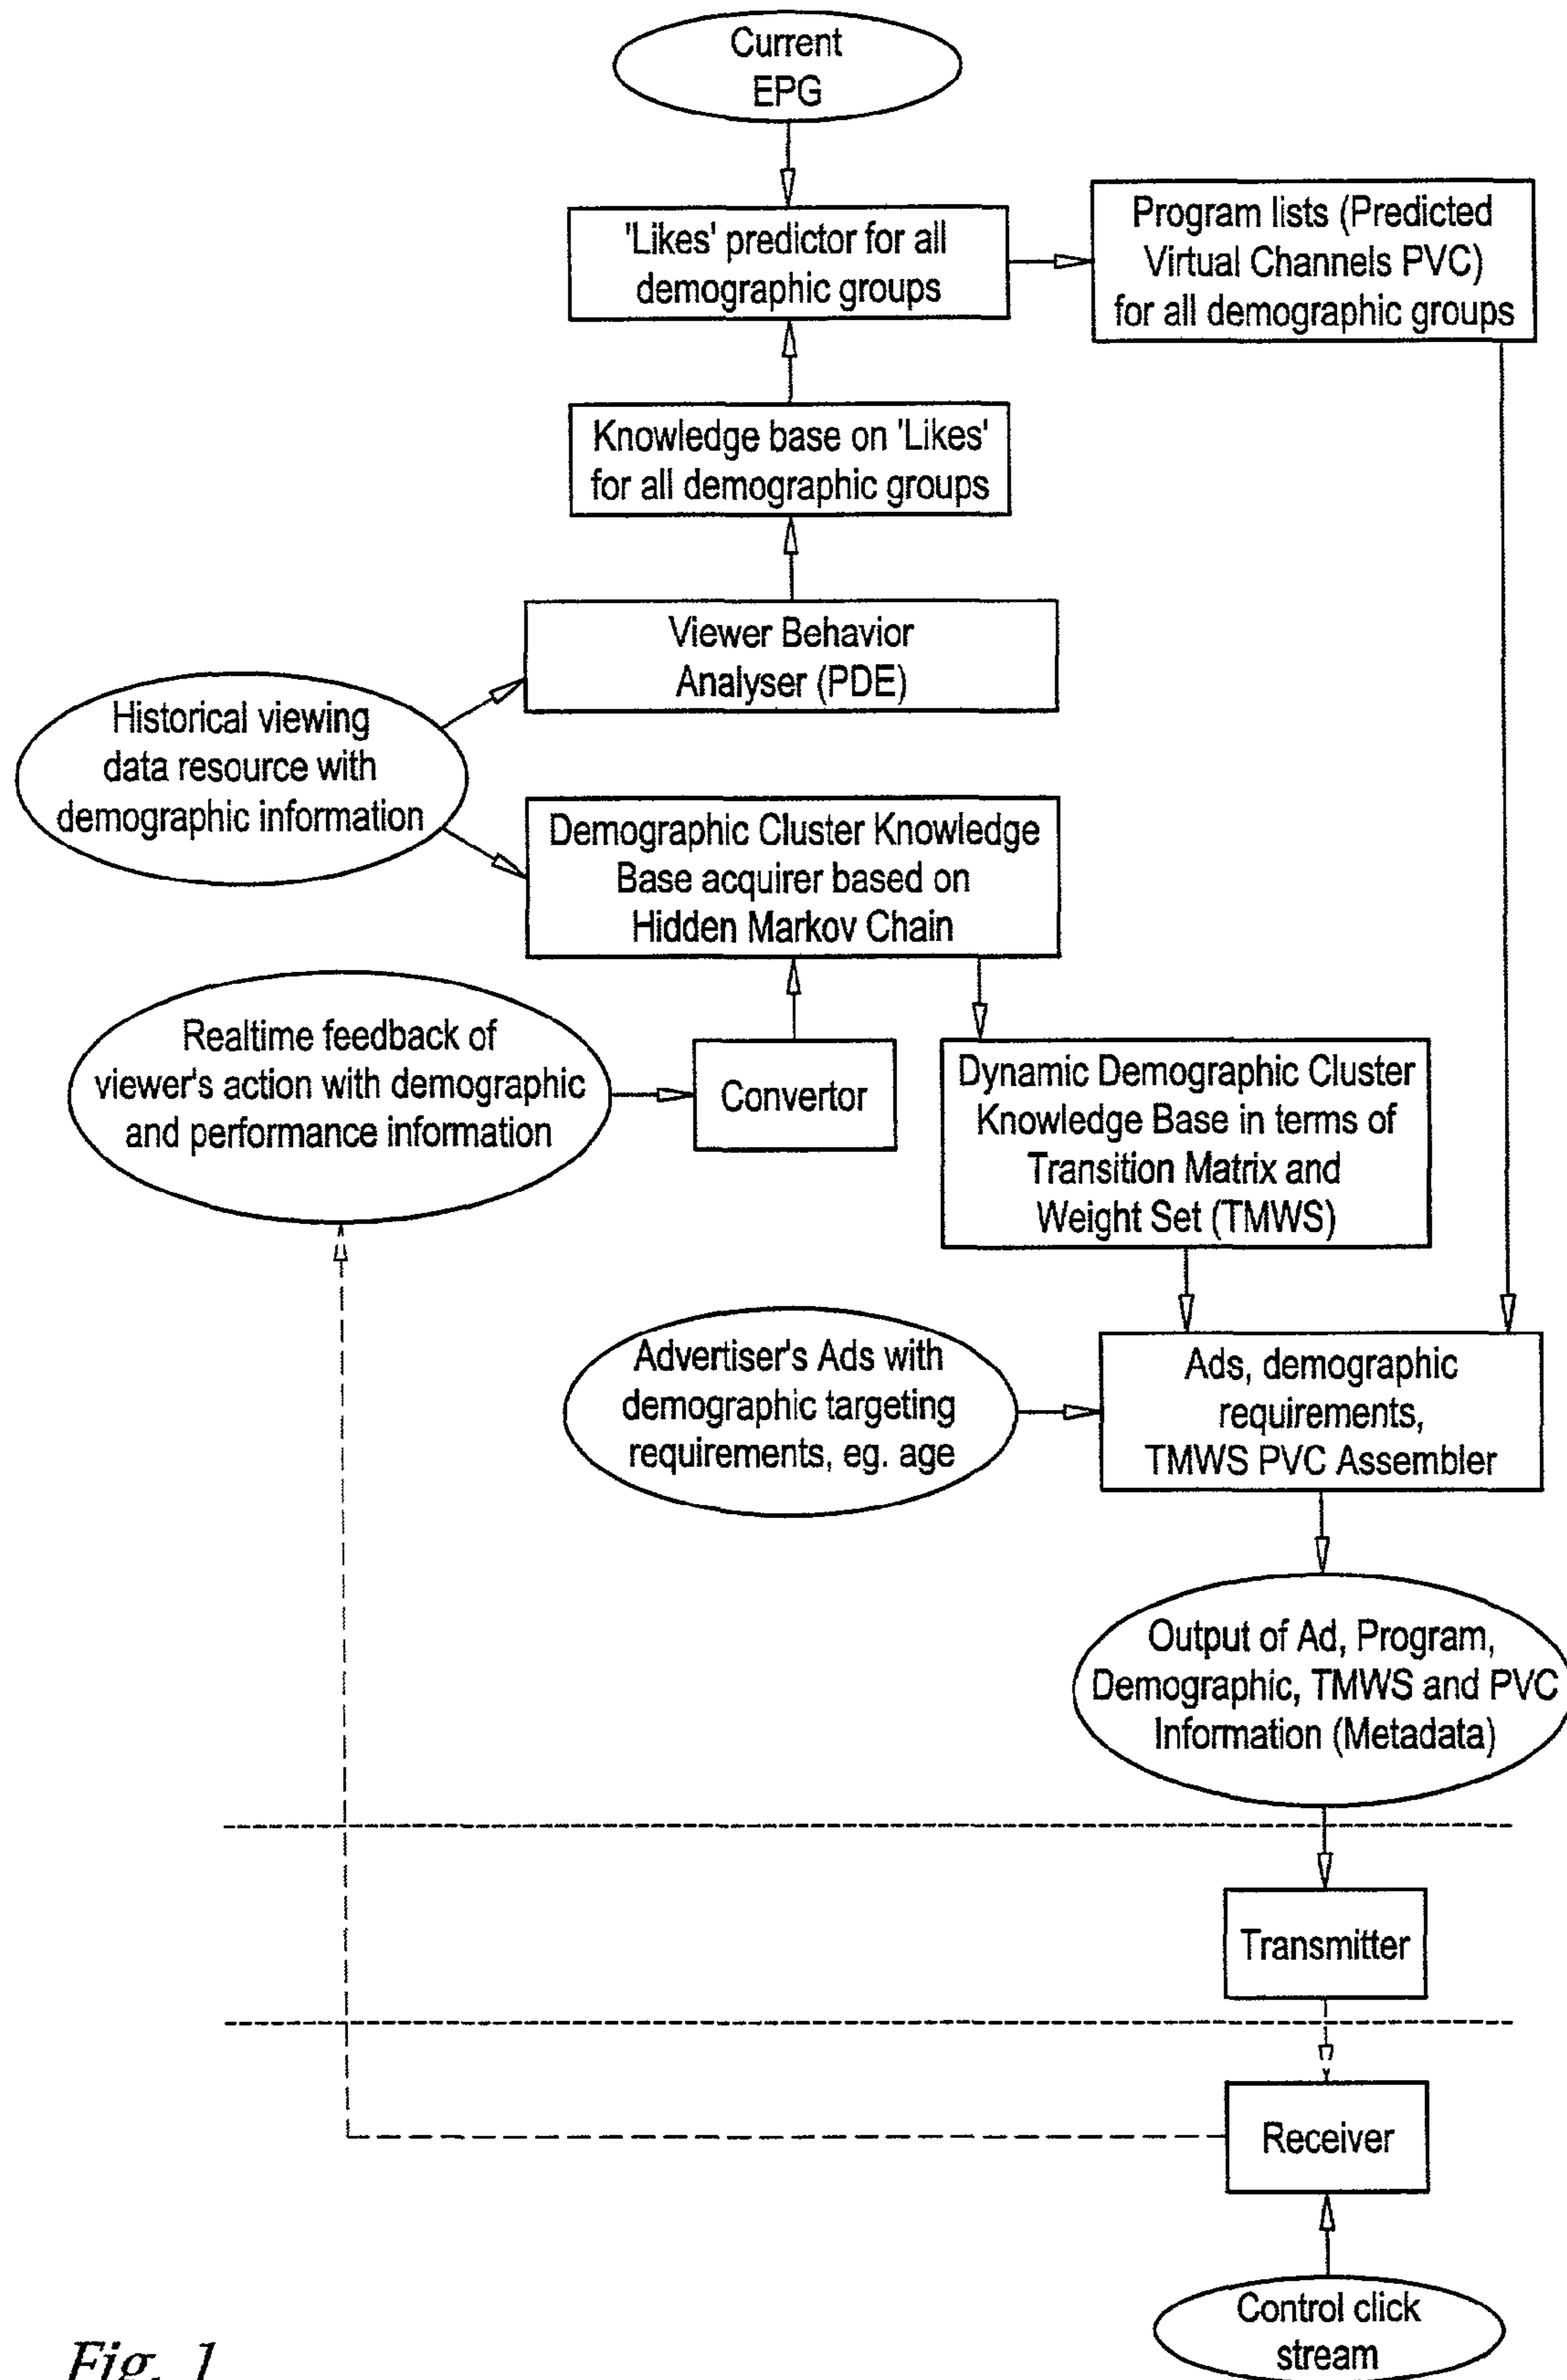 Current
EPG
'Likes' predictor for all
demographic groups
Program lists (Predicted
Virtual Channels PVC)
for all demographic groups
Knowledge base on 'Likes'
for all demographic groups
Viewer Behavior
Analyser (PDE)
Historical viewing
data resource with
demographic information
Demographic Cluster Knowledge
Base acquirer based on
Hidden Markov Chain
Realtime feedback of
viewer's action with demographic
and performance information
Convertor
Dynamic Demographic Cluster
Knowledge Base in terms of
Transition Matrix and
Weight Set (TMWS)
Advertiser's Ads with
demographic targeting
requirements, eg. age
Ads, demographic
requirements,
TMWS PVC Assembler
Output of Ad, Program,
Demographic, TMWS and PVC
Information (Metadata)
Transmitter
Receiver
Control click
stream
Fig. 1